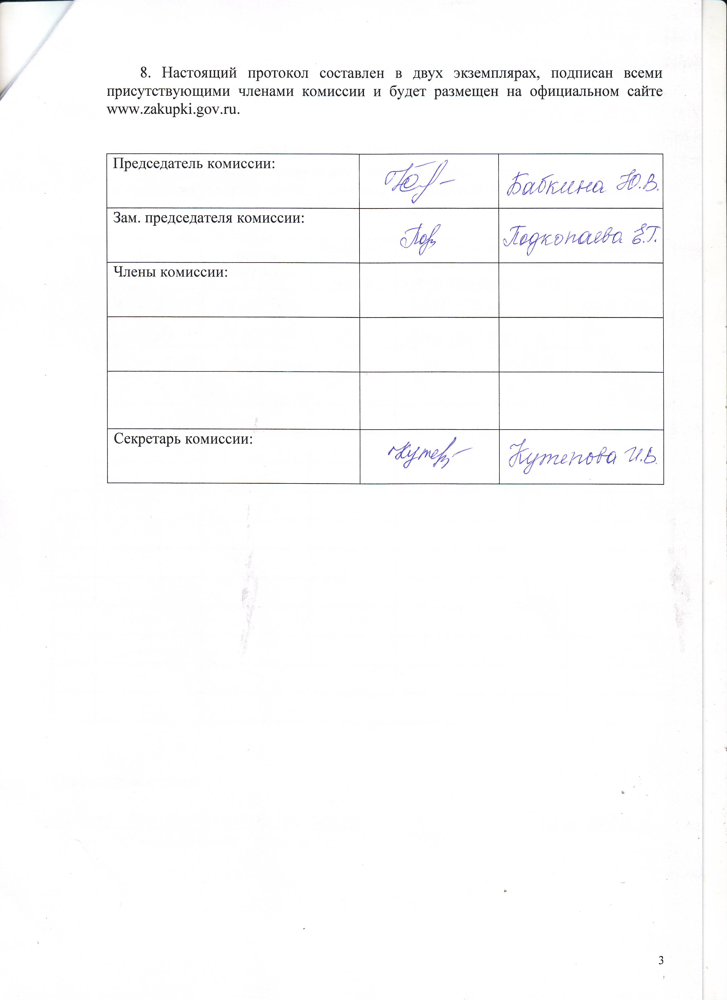 8. Настоящий протокол составлен в двух экземплярах, подписан всеми
присутствующими членами комиссии и будет размещен на официальном сайте
www.zakupki.gov.ru.
Председатель комиссии:
Бабкина Ю.В.
Зам. председателя комиссии:
Подкопаева Е.Г.
Члены комиссии:
Секретарь комиссии:
Кутепова И.В.
3